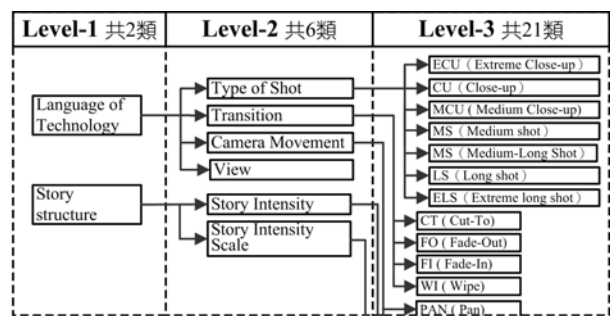 Level-1 共2類
Level-2 共6類
Level-3 共21類
Language of
Technology
Story
structure
Type of Shot
Transition
Camera Movement
View
Story Intensity
Story Intensity
Scale
ECU（Extreme Close-up）
CU（Close-up）
MCU ( Medium Close-up)
MS（Medium shot）
MS（Medium-Long Shot）
LS（Long shot）
ELS（Extreme long shot）
CT ( Cut-To)
FO ( Fade-Out)
FI ( Fade-In)
WI ( Wipe)
PAN ( Pan)